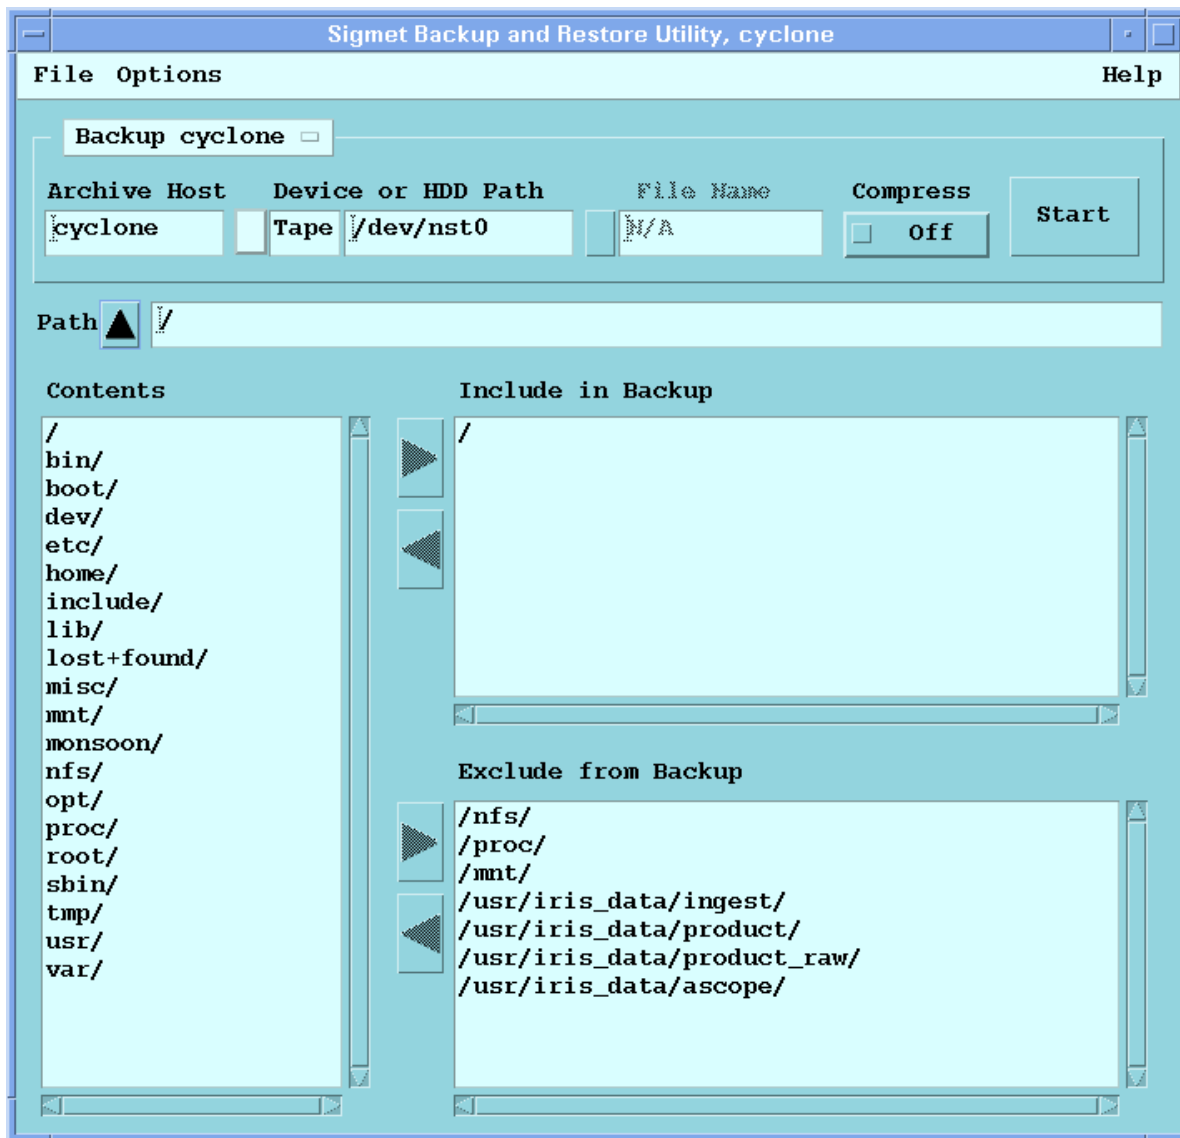 Sigmet Backup and Restore Utility, cyclone
File Options Help
Backup cyclone
Archive Host Device or HDD Path File Name Compress
cyclone Tape /dev/nst0 N/A Off Start
Path /
Contents
/
bin/
boot/
dev/
etc/
home/
include/
lib/
lost+found/
misc/
mnt/
monsoon/
nfs/
opt/
proc/
root/
sbin/
tmp/
usr/
var/
Include in Backup
/
Exclude from Backup
/nfs/
/proc/
/mnt/
/usr/iris_data/ingest/
/usr/iris_data/product/
/usr/iris_data/product_raw/
/usr/iris_data/ascope/